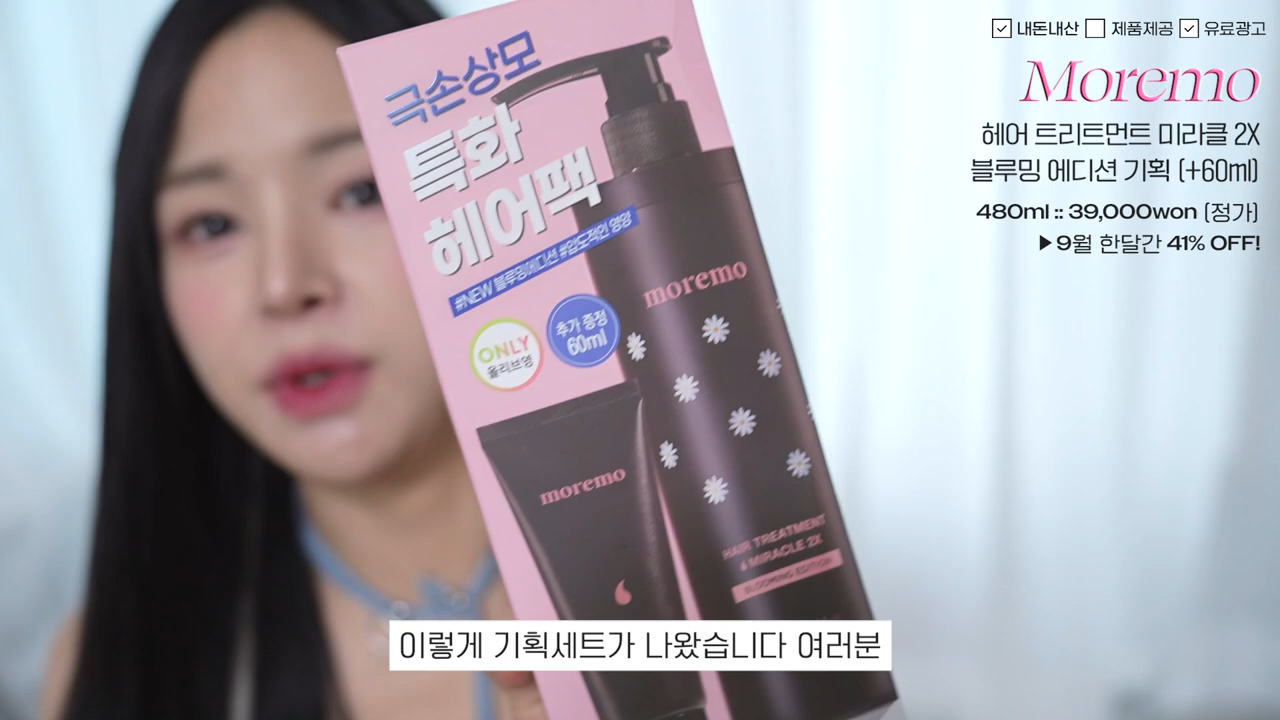 내돈내산 제품제공 유료광고
Moremo
헤어 트리트먼트 미라클 2X
블루밍 에디션 기획 (+60ml)
480ml :: 39,000won (정가)
▶9월 한달간 41% OFF!
극손상모
특화
헤어팩
#NEW 블루밍에디션 #압도적인 영양
ONLY
올리브영
추가 증정
60ml
moremo
moremo
HAIR TREATMENT
MIRACLE 2X
BLOOMING EDITION
이렇게 기획세트가 나왔습니다 여러분